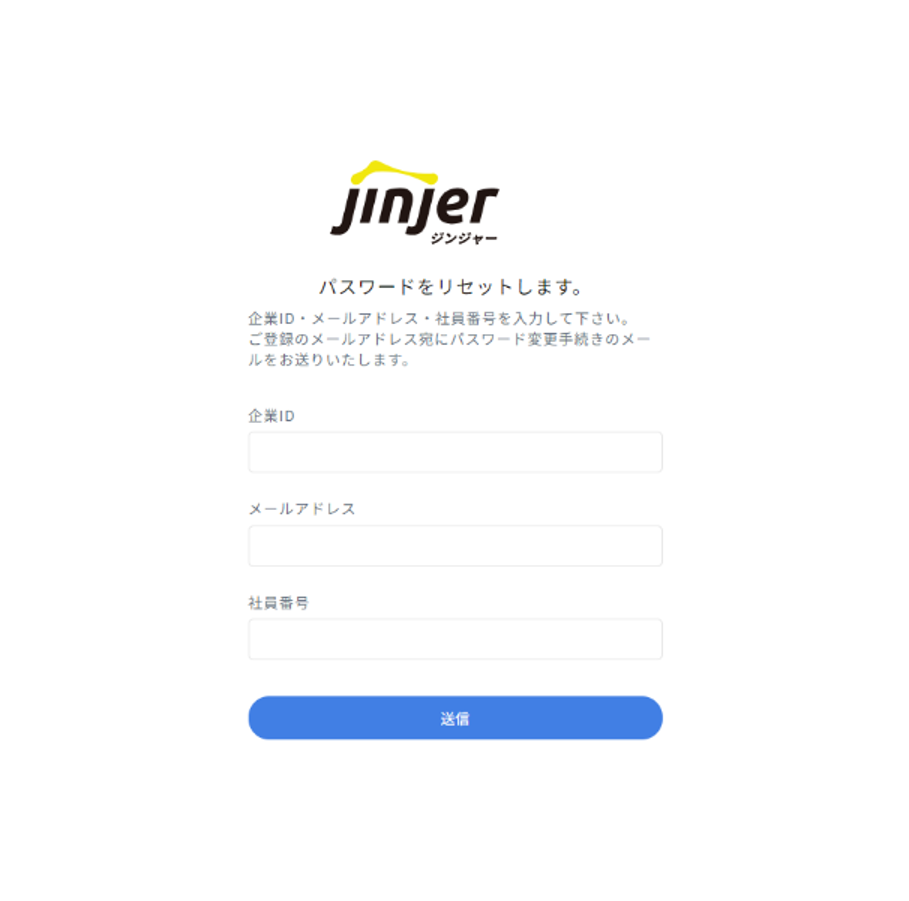 jinjer
ジンジャー
パスワードをリセットします。
企業ID・メールアドレス・社員番号を入力して下さい。
ご登録のメールアドレス宛にパスワード変更手続きのメー
ルをお送りいたします。
企業ID
メールアドレス
社員番号
送信